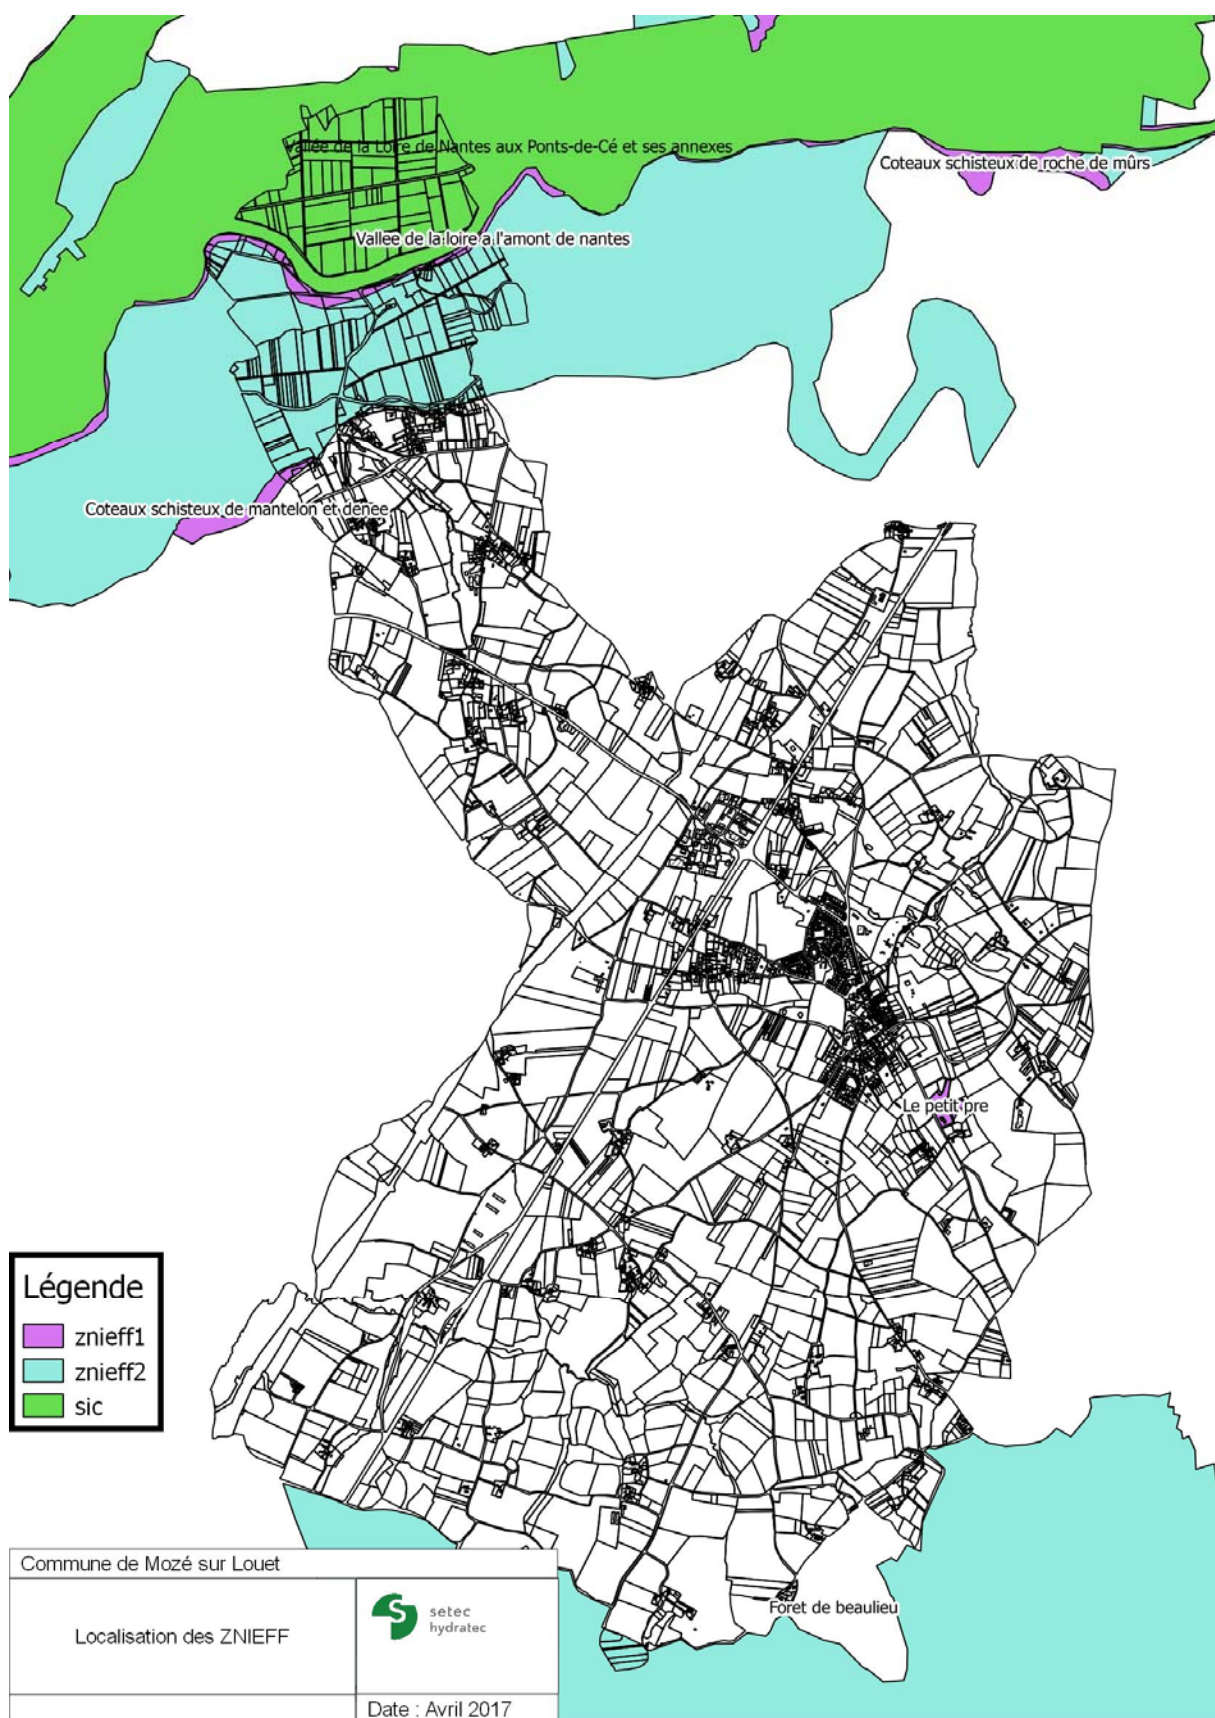 Vallée de la Loire de Nantes aux Ponts-de-Cé et ses annexes
Coteaux schisteux de roche de mûrs
Vallee de la loire a l'amont de nantes
Coteaux schisteux de mantelon et denee
Le petit pre
Légende
znieff1
znieff2
sic
Foret de beaulieu
Commune de Mozé sur Louet
Localisation des ZNIEFF
setec
hydratec
Date : Avril 2017